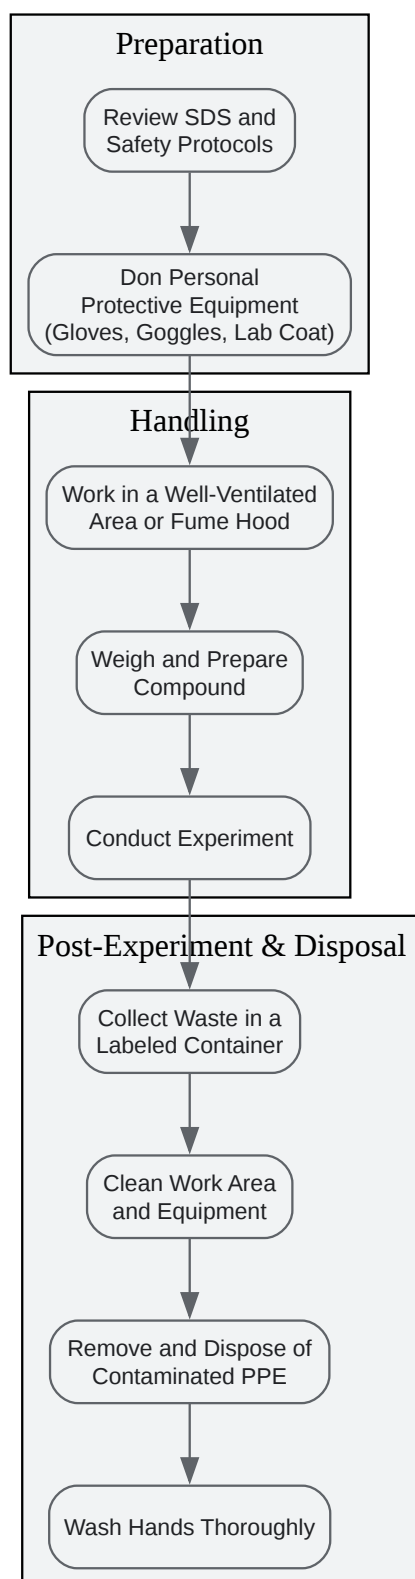 Preparation
Review SDS and
Safety Protocols
Don Personal
Protective Equipment
(Gloves, Goggles, Lab Coat)
Handling
Work in a Well-Ventilated
Area or Fume Hood
Weigh and Prepare
Compound
Conduct Experiment
Post-Experiment & Disposal
Collect Waste in a
Labeled Container
Clean Work Area
and Equipment
Remove and Dispose of
Contaminated PPE
Wash Hands Thoroughly